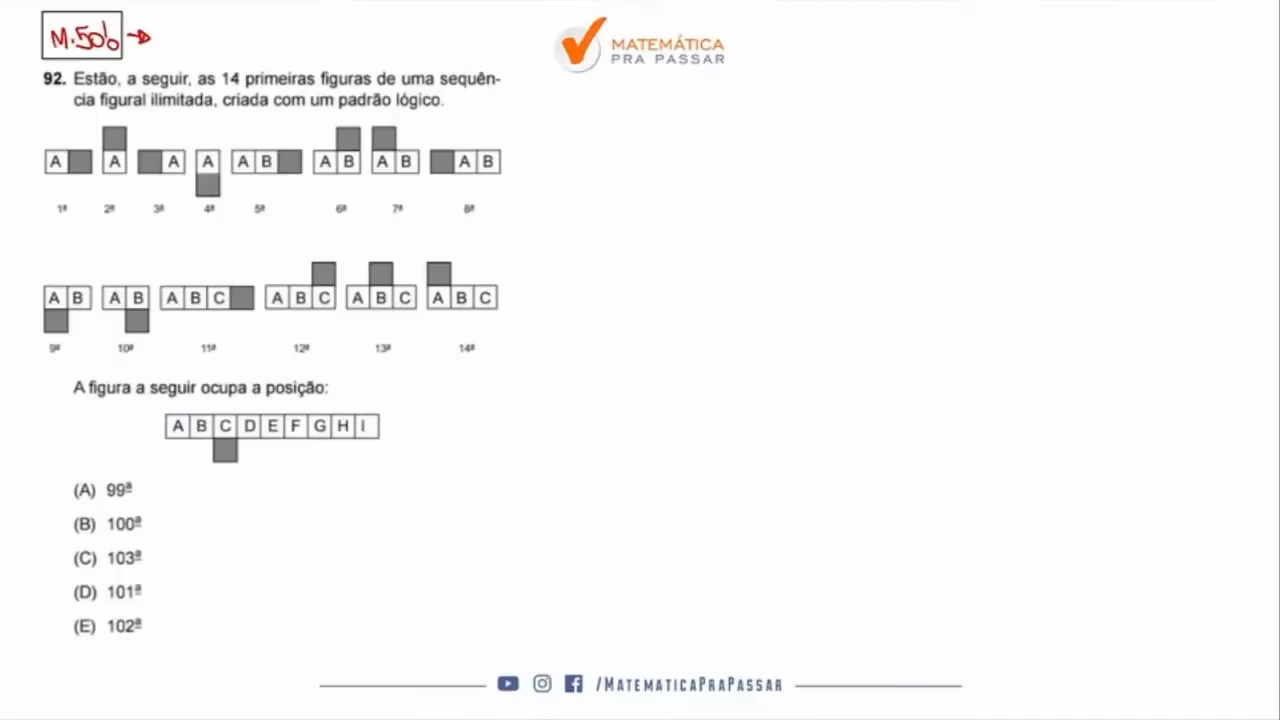 M.50%
MATEMÁTICA
PRA PASSAR
92. Estão, a seguir, as 14 primeiras figuras de uma sequên-
cia figural ilimitada, criada com um padrão lógico.
A A A A A B A B A B A B
1ª 2ª 3ª 4ª 5ª 6ª 7ª 8ª
A B A B A B C A B C A B C A B C
9ª 10ª 11ª 12ª 13ª 14ª
A figura a seguir ocupa a posição:
A B C D E F G H I
(A) 99ª
(B) 100ª
(C) 103ª
(D) 101ª
(E) 102ª
/MATEMATICAPRAPASSAR